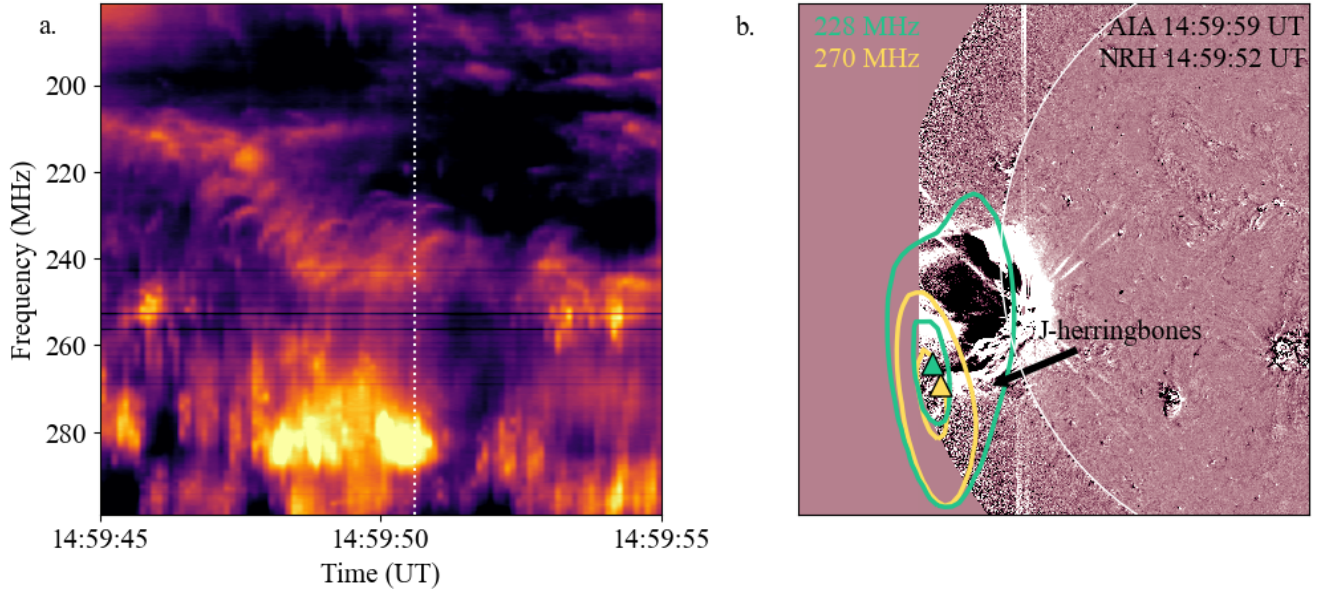 a.
200
220
240
260
280
Frequency (MHz)
14:59:45
14:59:50
14:59:55
Time (UT)
b.
228 MHz
270 MHz
AIA 14:59:59 UT
NRH 14:59:52 UT
J-herringbones